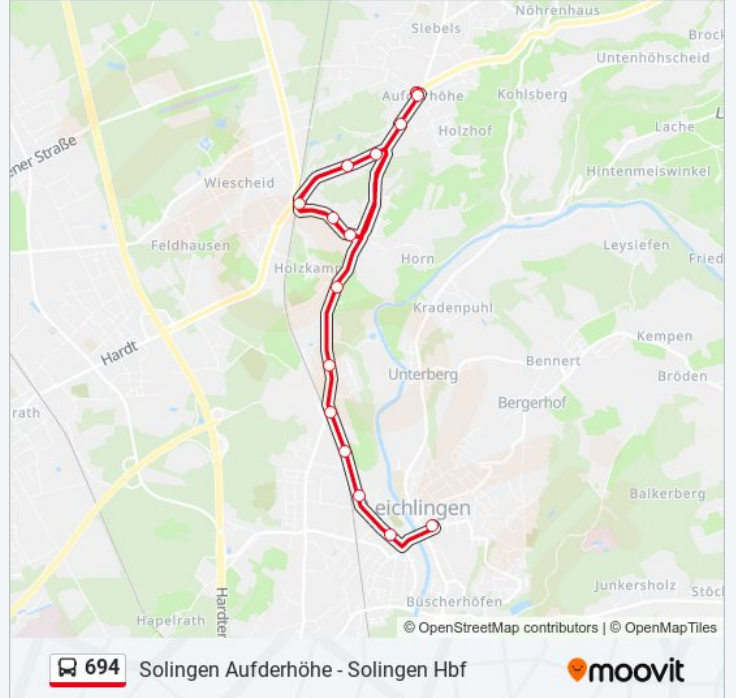 Nöhrenhaus
Siebels
Brock
Untenhöhscheid
Aufderhöhe
Kohlsberg
Lache
L
Holzhof
ener Straße
Hintenmeiswinkel
Wiescheid
Feldhausen
Leysiefen
Horn
Fried
Holzkamp
Kradenpuhl
Kempen
Hardt
Bennert
Unterberg
Bröden
Bergerhof
rath
Balkerberg
Leichlingen
Junkersholz
Stöc
Hardter
Büscherhöfen
Hapelrath
© OpenStreetMap contributors | © OpenMapTiles
694 Solingen Aufderhöhe - Solingen Hbf moovit